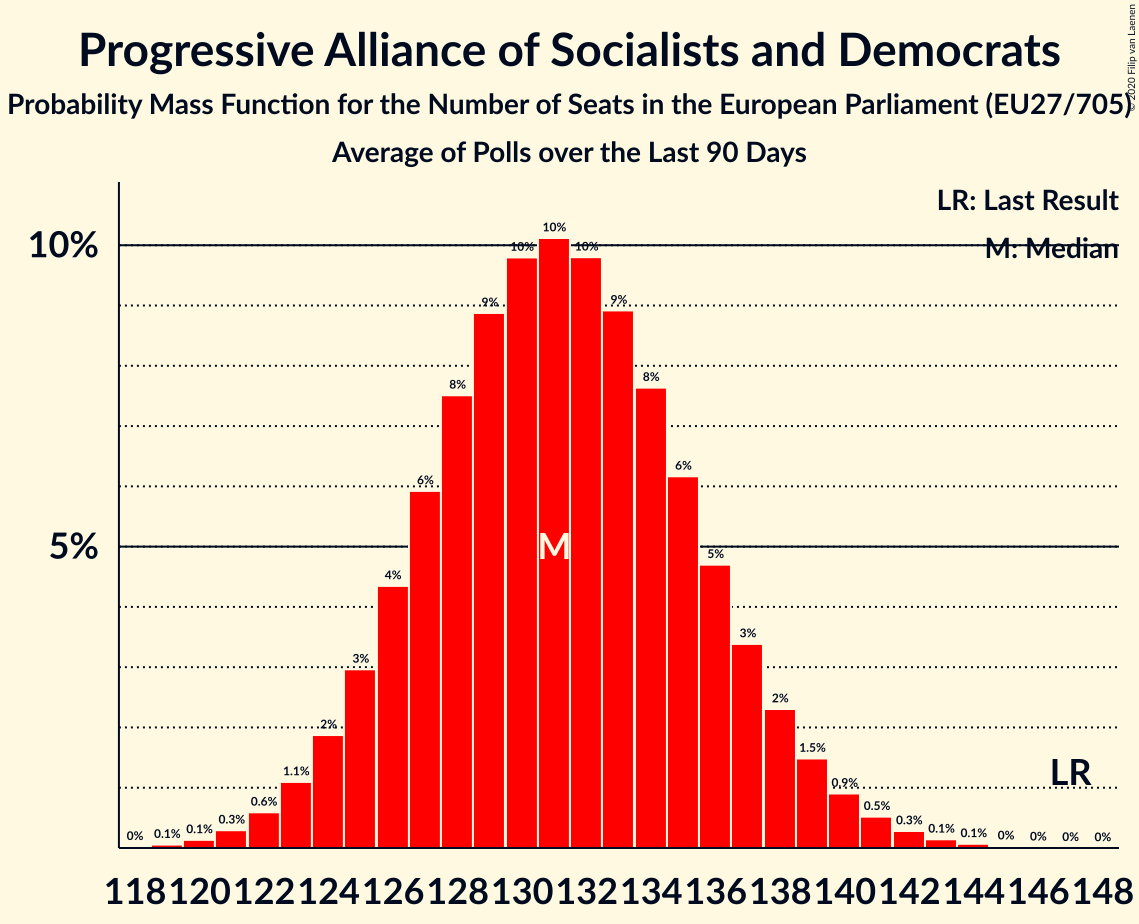 Progressive Alliance of Socialists and Democrats
Probability Mass Function for the Number of Seats in the European Parliament (EU27/705)
Average of Polls over the Last 90 Days
© 2020 Filip van Laenen
LR: Last Result
M: Median
10%
5%
0% 0.1% 0.1% 0.3% 0.6% 1.1% 2% 3% 4% 6% 8% 9% 10% 10% 10% 9% 8% 6% 5% 3% 2% 1.5% 0.9% 0.5% 0.3% 0.1% 0.1% 0% 0% 0% 0%
M
LR
118 120 122 124 126 128 130 132 134 136 138 140 142 144 146 148